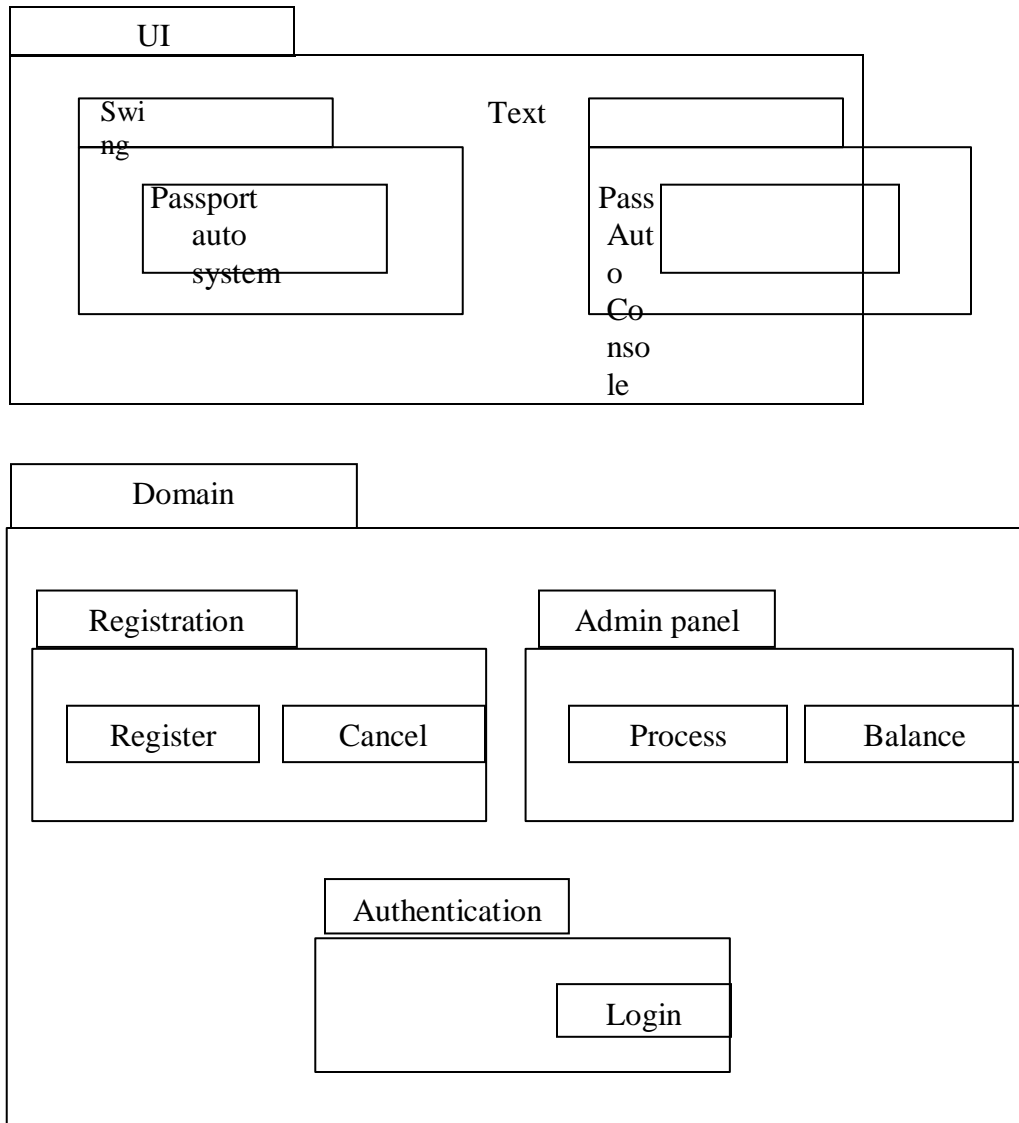 UI
Swi
ng
Text
Passport
auto
system
Pass
Aut
o
Co
nso
le
Domain
Registration
Admin panel
Register
Cancel
Process
Balance
Authentication
Login